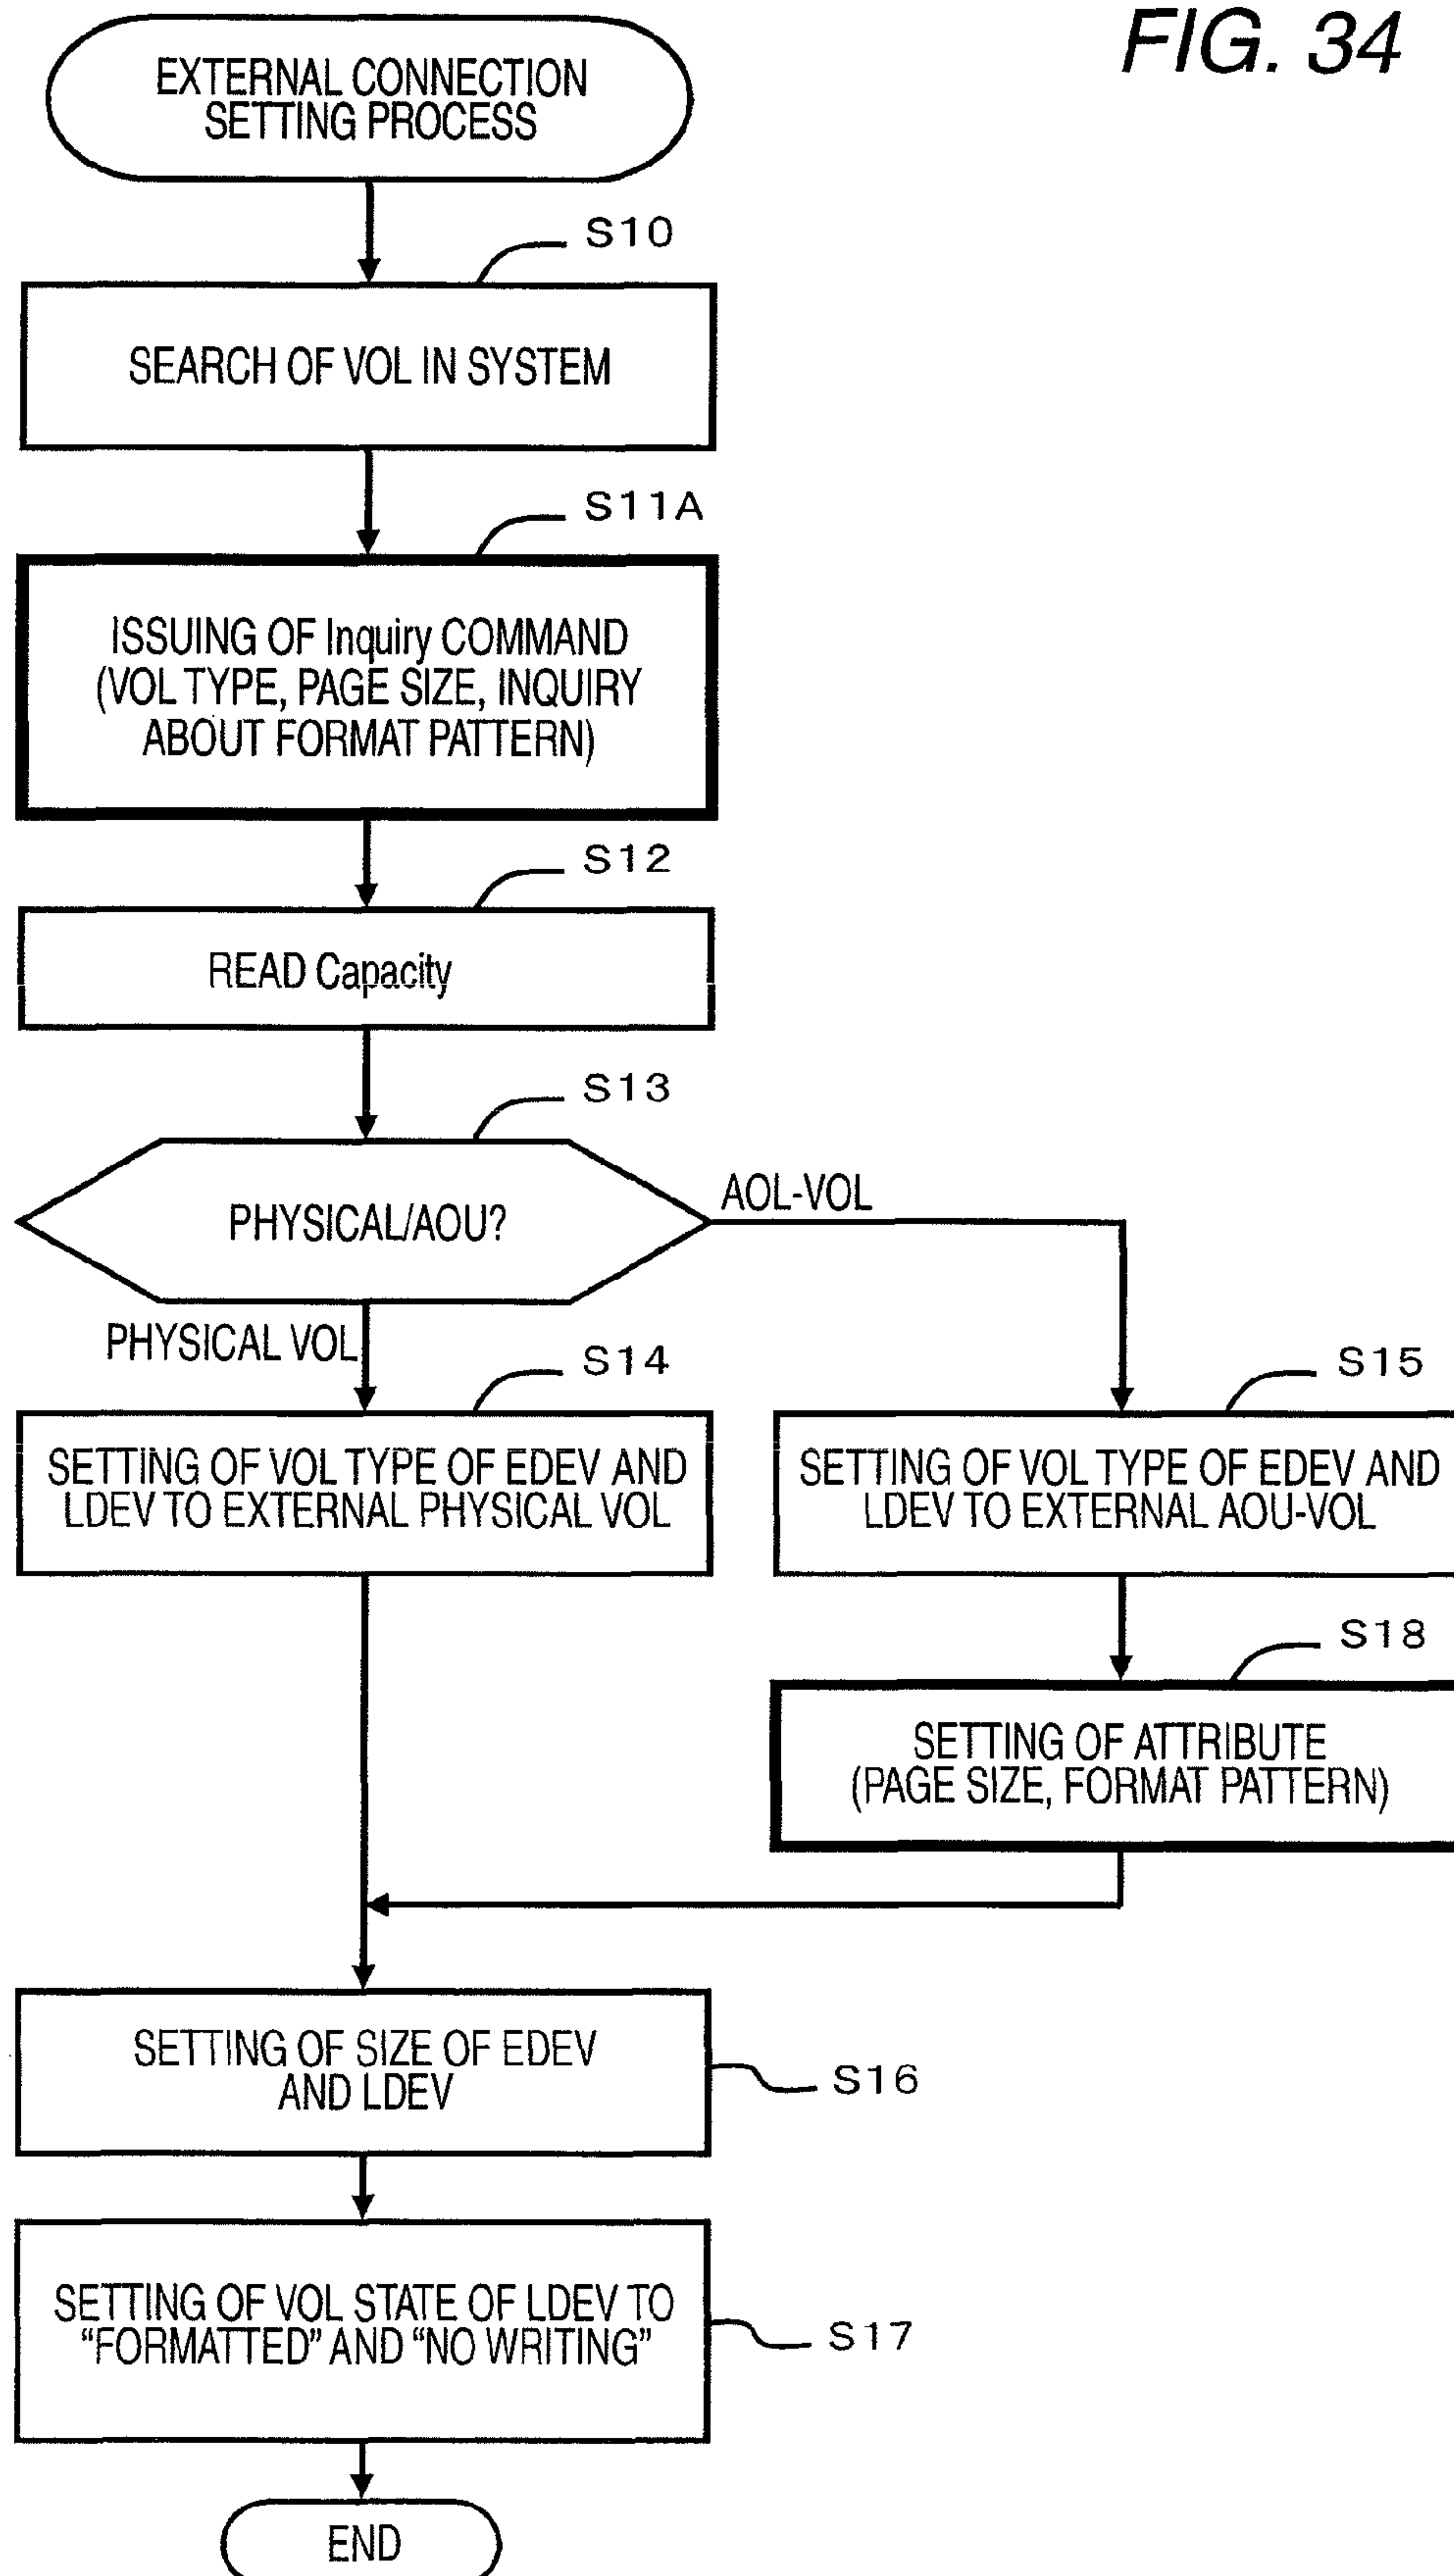 FIG. 34
EXTERNAL CONNECTION
SETTING PROCESS
S10
SEARCH OF VOL IN SYSTEM
S11A
ISSUING OF Inquiry COMMAND
(VOL TYPE, PAGE SIZE, INQUIRY
ABOUT FORMAT PATTERN)
S12
READ Capacity
S13
PHYSICAL/AOU?
AOL-VOL
PHYSICAL VOL
S14
SETTING OF VOL TYPE OF EDEV AND
LDEV TO EXTERNAL PHYSICAL VOL
S15
SETTING OF VOL TYPE OF EDEV AND
LDEV TO EXTERNAL AOU-VOL
S18
SETTING OF ATTRIBUTE
(PAGE SIZE, FORMAT PATTERN)
SETTING OF SIZE OF EDEV
AND LDEV
S16
SETTING OF VOL STATE OF LDEV TO
“FORMATTED” AND “NO WRITING”
S17
END